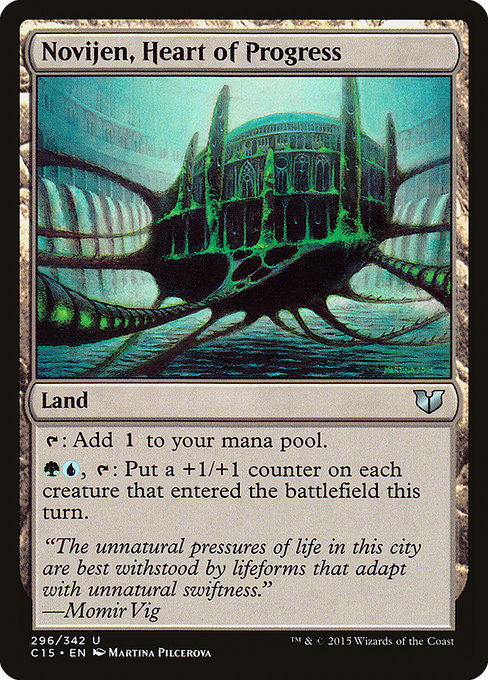 Novijen, Heart of Progress
MARTINA 2005
Land
: Add 1 to your mana pool.
, : Put a +1/+1 counter on each
creature that entered the battlefield this
turn.
“The unnatural pressures of life in this city
are best withstood by lifeforms that adapt
with unnatural swiftness.”
—Momir Vig
296/342 U
C15 • EN MARTINA PILCEROVA
™ & © 2015 Wizards of the Coast